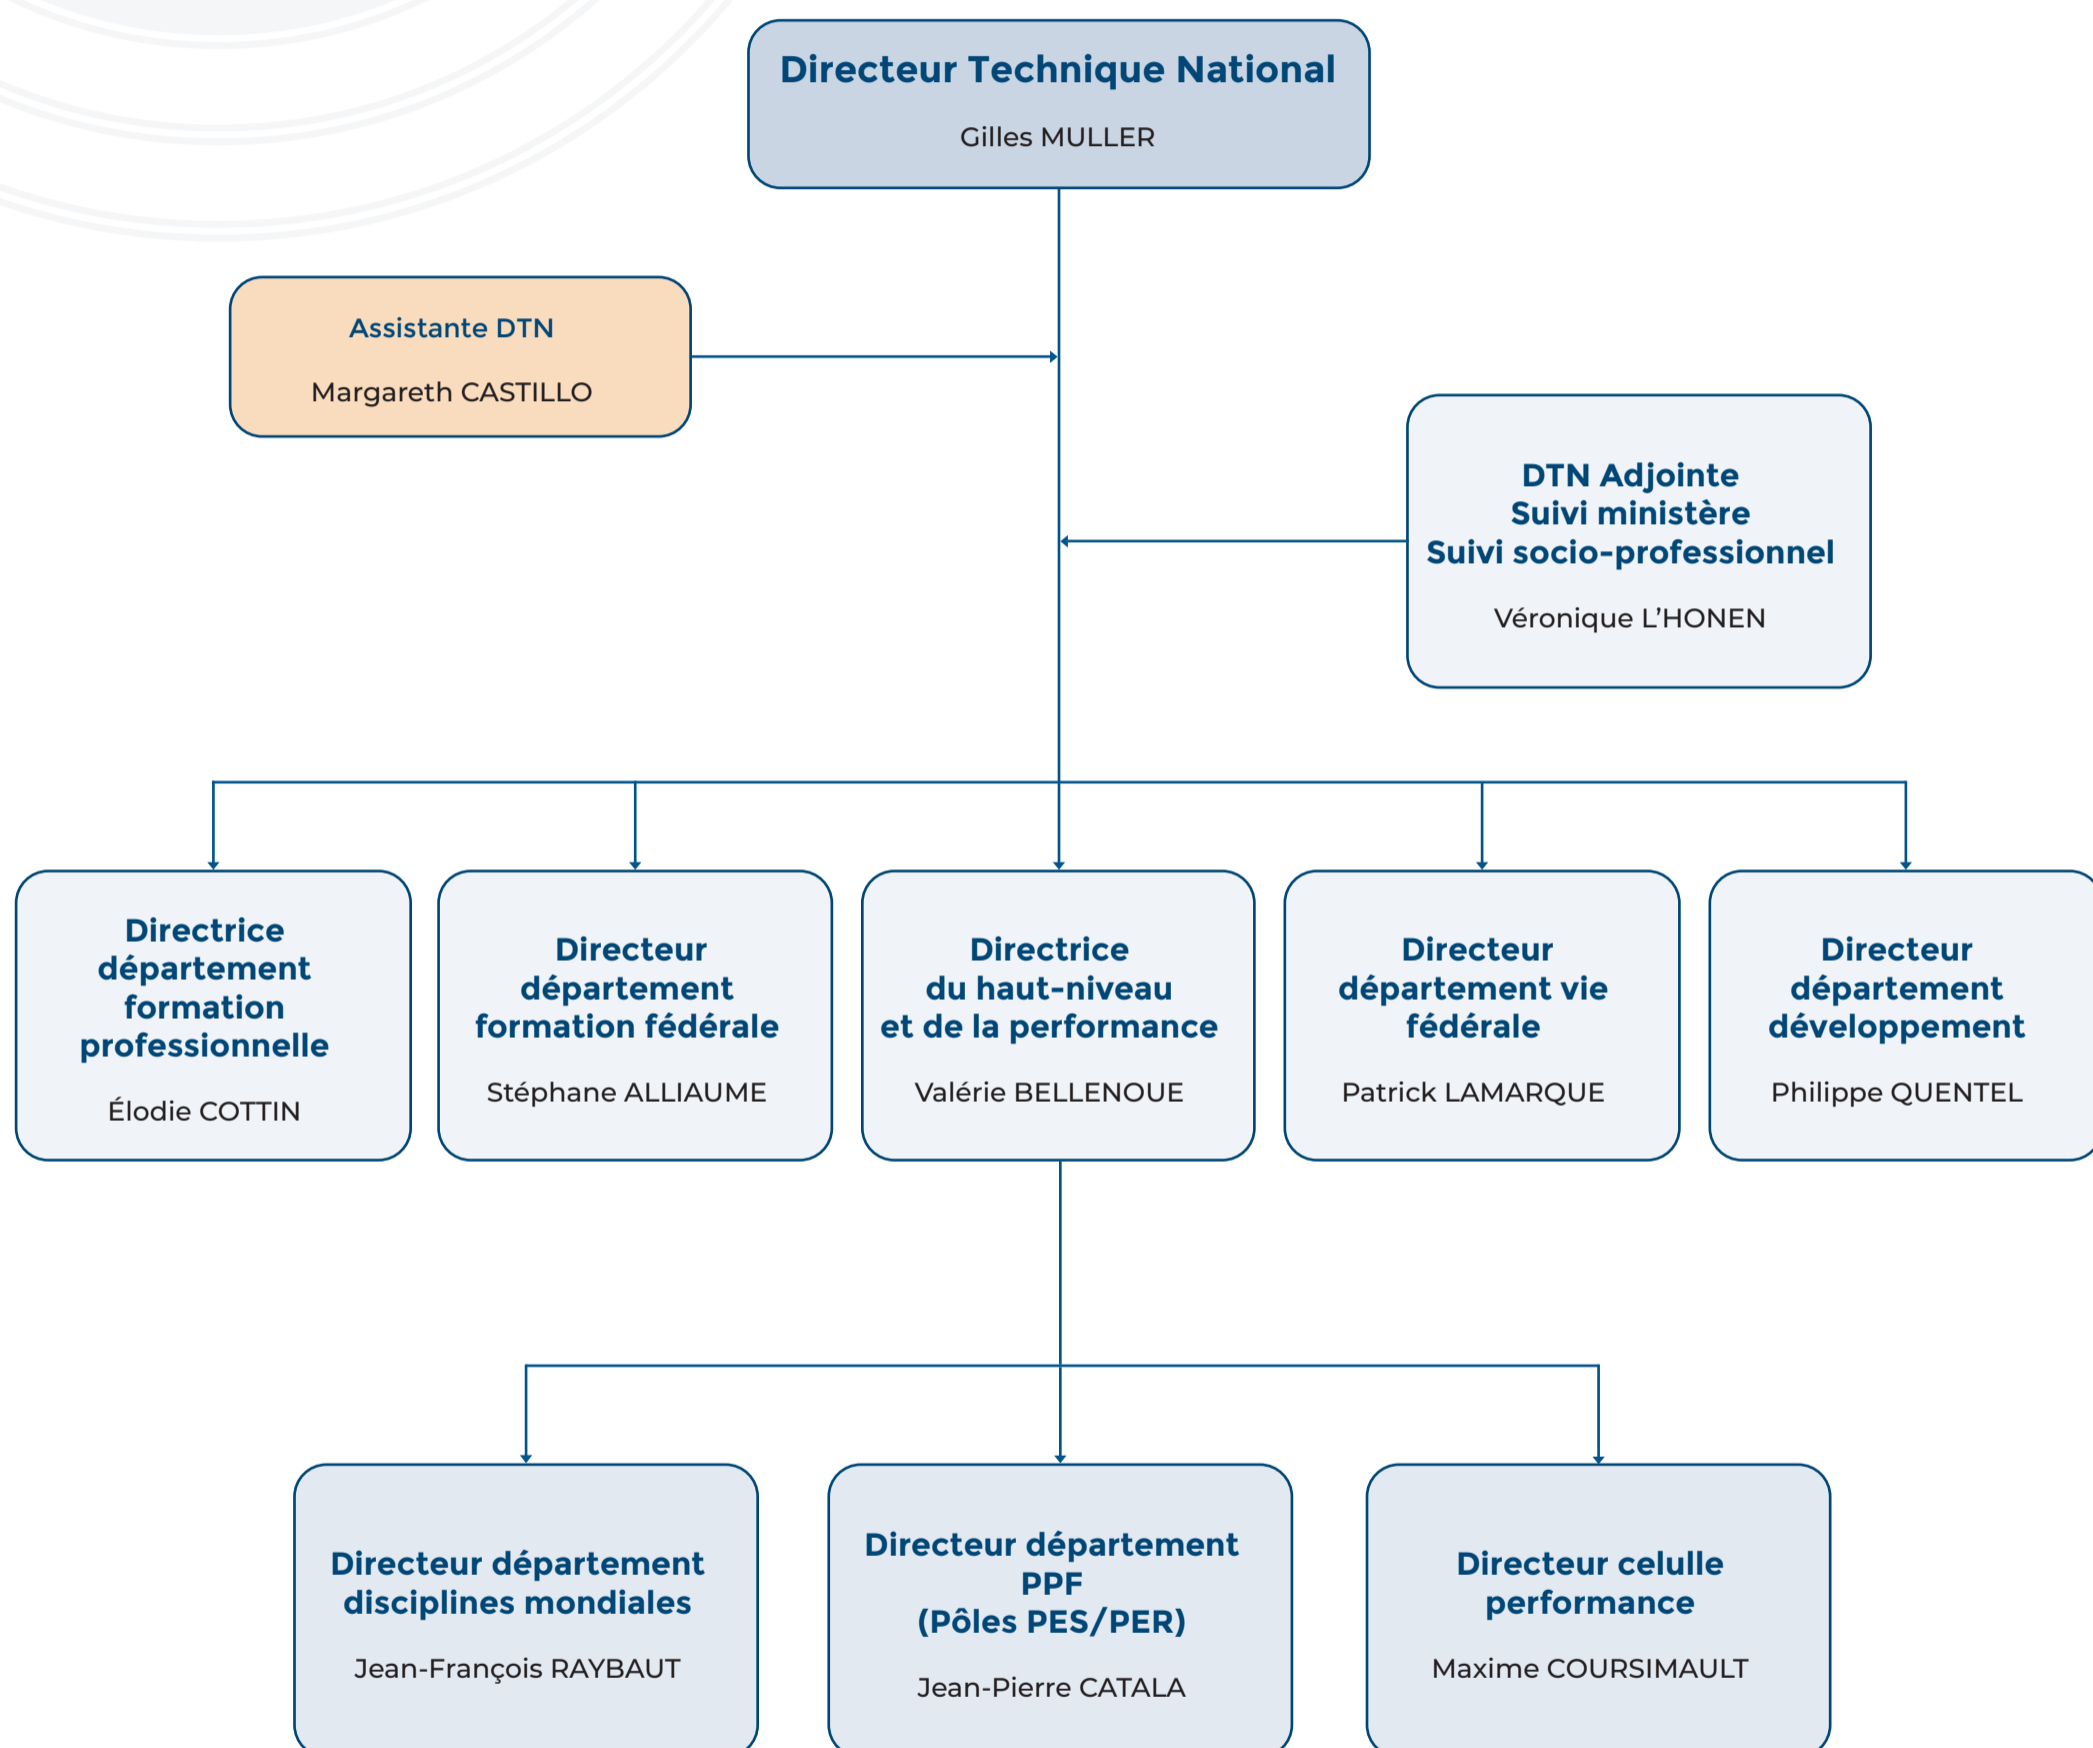 Directeur Technique National
Gilles MULLER
Assistante DTN
Margareth CASTILLO
DTN Adjointe
Suivi ministère
Suivi socio-professionnel
Véronique L’HONEN
Directrice
département
formation
professionnelle
Élodie COTTIN
Directeur
département
formation fédérale
Stéphane ALLIAUME
Directrice
du haut-niveau
et de la performance
Valérie BELLENOUE
Directeur
département vie
fédérale
Patrick LAMARQUE
Directeur
département
développement
Philippe QUENTEL
Directeur département
disciplines mondiales
Jean-François RAYBAUT
Directeur département
PPF
(Pôles PES/PER)
Jean-Pierre CATALA
Directeur celulle
performance
Maxime COURSIMAULT